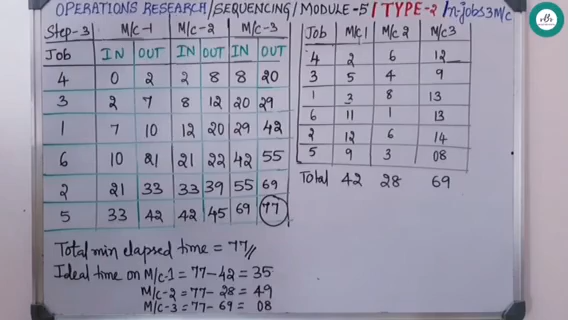 OPERATIONS RESEARCH/SEQUENCING/MODULE-5/TYPE-2/n-jobs3M/c
Step-3 M/C-1 M/C-2 M/C-3
Job IN OUT IN OUT IN OUT
4 0 2 2 8 8 20
3 2 7 8 12 20 29
1 7 10 12 20 29 42
6 10 21 21 22 42 55
2 21 33 33 39 55 69
5 33 42 42 45 69 77
Total min elapsed time = 77//
Ideal time on M/C-1 = 77-42 = 35
M/C-2 = 77-28 = 49
M/C-3 = 77-69 = 08
Job M/C1 M/C2 M/C3
4 2 6 12
3 5 4 9
1 3 8 13
6 11 1 13
2 12 6 14
5 9 3 08
Total 42 28 69